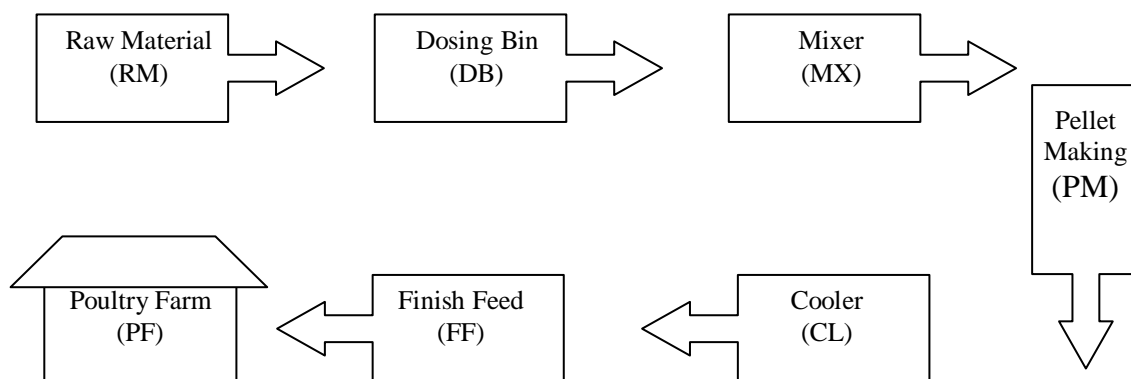 Raw Material
(RM)
Dosing Bin
(DB)
Mixer
(MX)
Pellet
Making
(PM)
Poultry Farm
(PF)
Finish Feed
(FF)
Cooler
(CL)